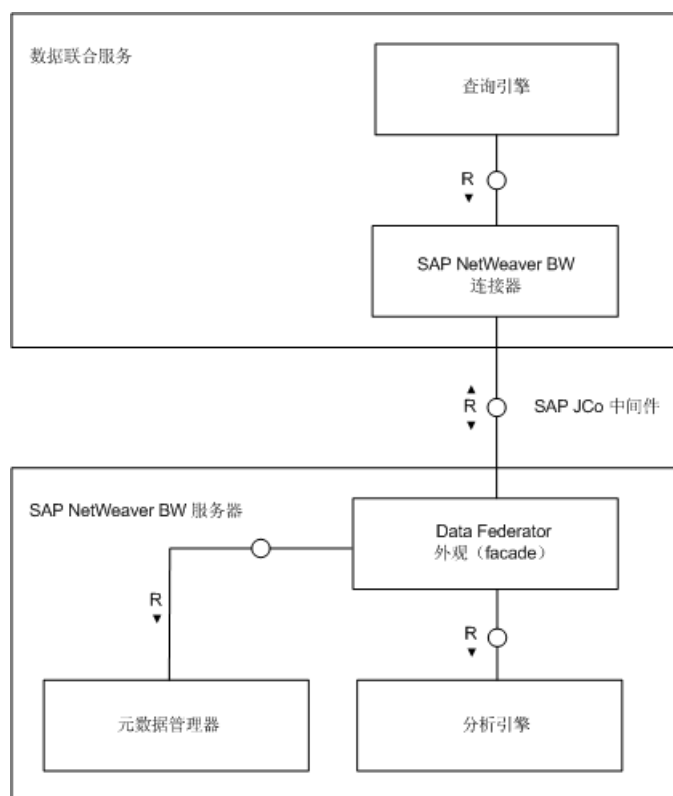 数据联合服务
查询引擎
R
SAP NetWeaver BW
连接器
R
SAP JCo 中间件
SAP NetWeaver BW 服务器
Data Federator
外观（facade）
R
R
元数据管理器
分析引擎